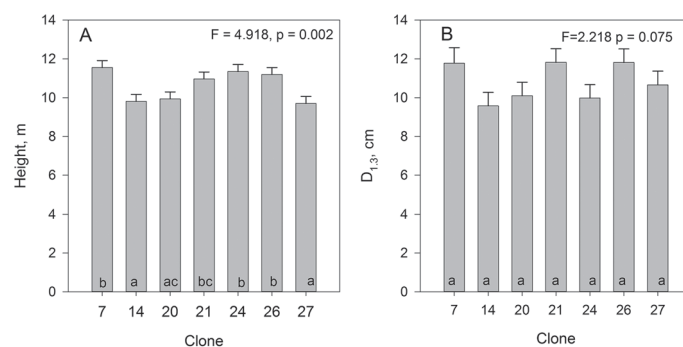 A
F = 4.918, p = 0.002
Height, m
14
12
10
8
6
4
2
0
b a ac bc b b a
7 14 20 21 24 26 27
Clone
B
F=2.218 p = 0.075
D1.3, cm
14
12
10
8
6
4
2
0
a a a a a a a
7 14 20 21 24 26 27
Clone